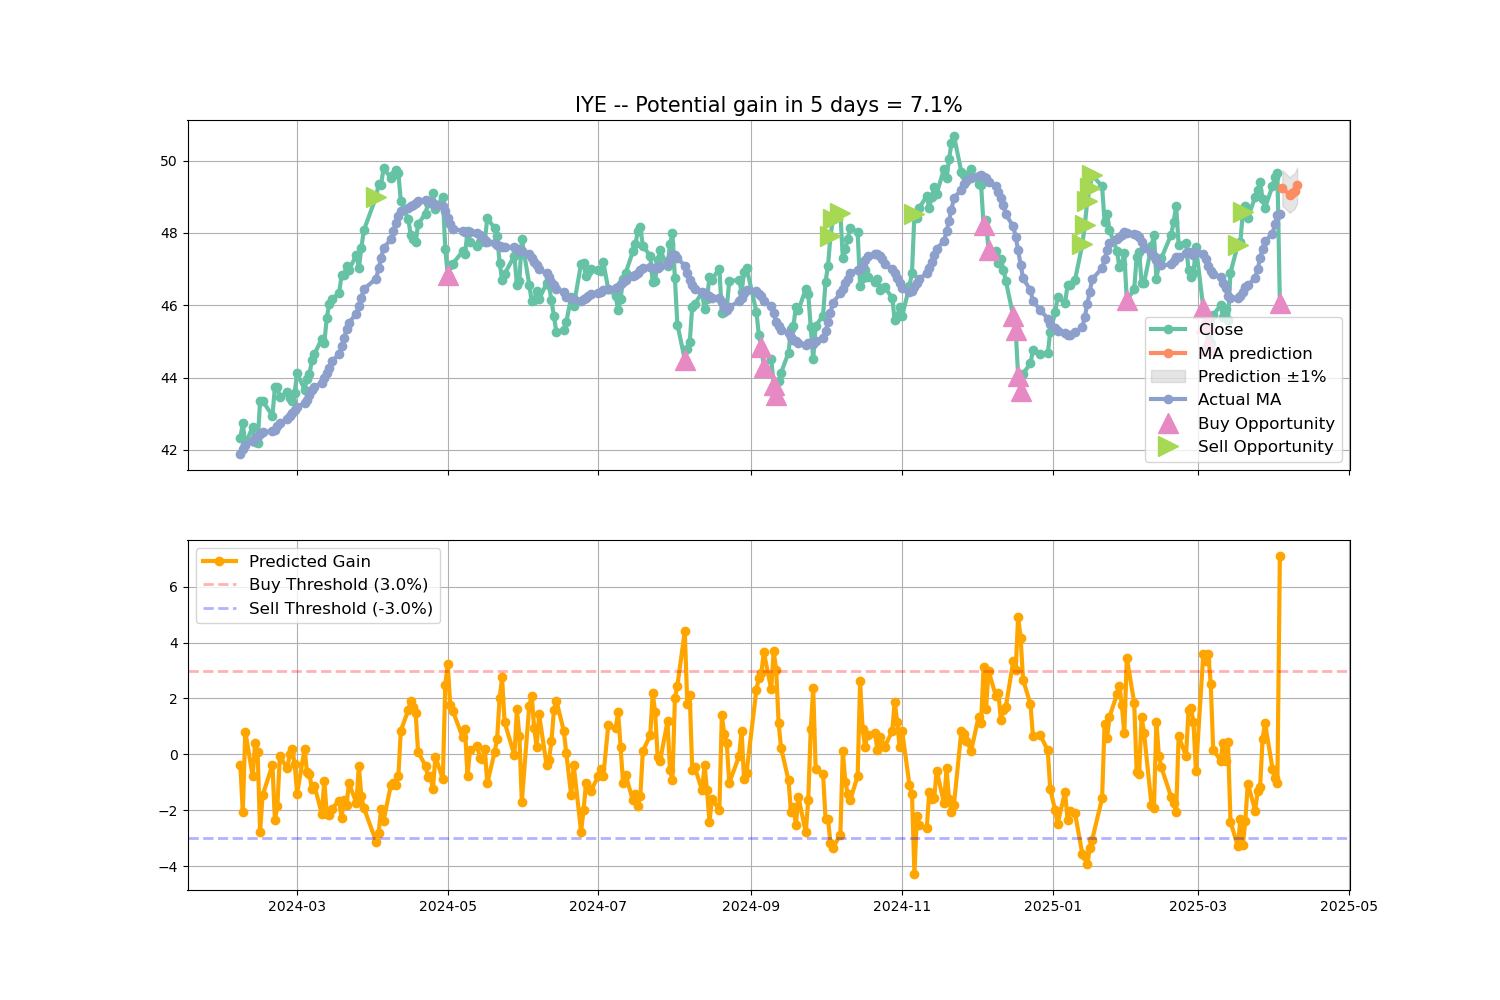 IYE -- Potential gain in 5 days = 7.1%
50
48
46
44
42
Close
MA prediction
Prediction ±1%
Actual MA
Buy Opportunity
Sell Opportunity
Predicted Gain
Buy Threshold (3.0%)
Sell Threshold (-3.0%)
6
4
2
0
−2
−4
2024-03
2024-05
2024-07
2024-09
2024-11
2025-01
2025-03
2025-05